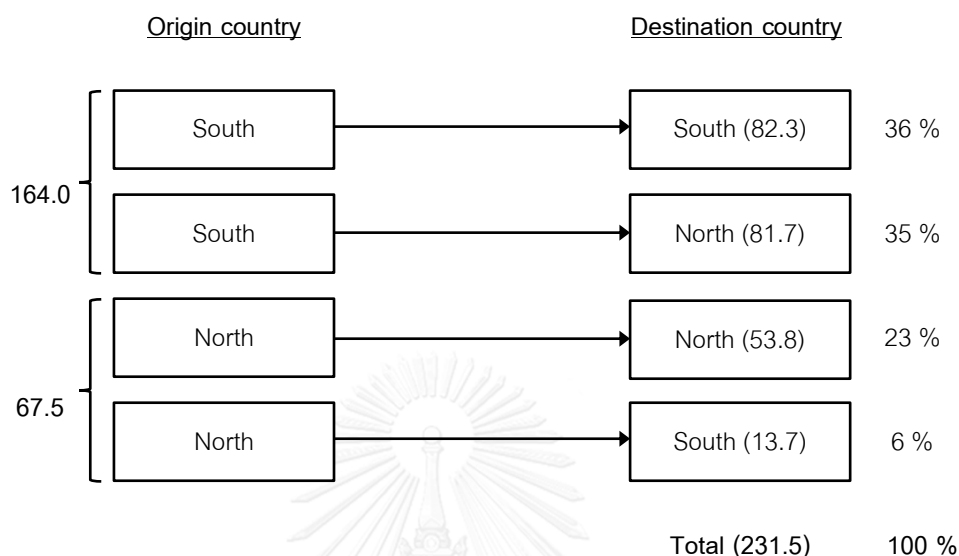 Origin country Destination country
South South (82.3) 36 %
164.0
South North (81.7) 35 %
North North (53.8) 23 %
67.5
North South (13.7) 6 %
Total (231.5) 100 %